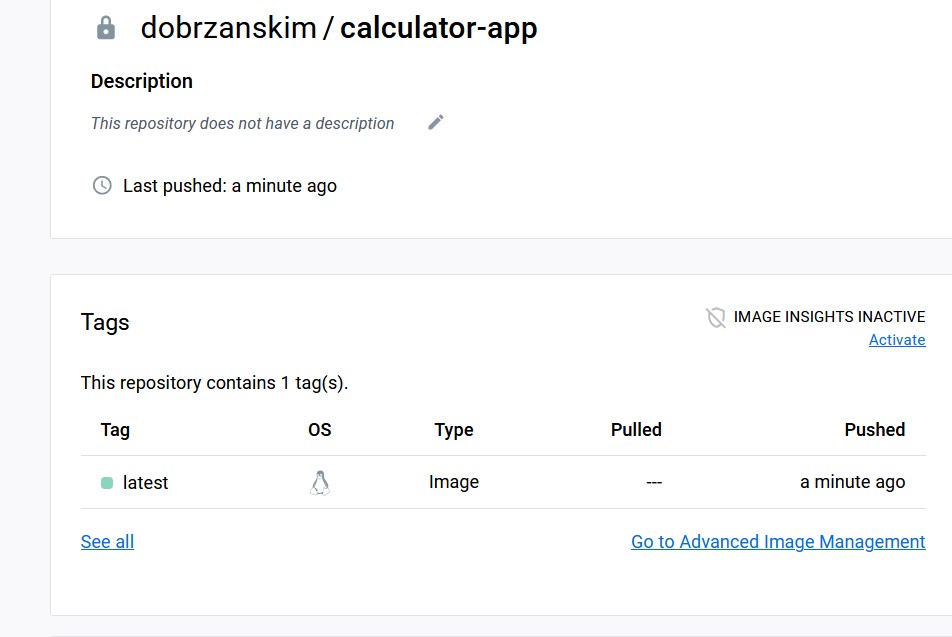 dobrzanskim / calculator-app
Description
This repository does not have a description
Last pushed: a minute ago
Tags
IMAGE INSIGHTS INACTIVE
Activate
This repository contains 1 tag(s).
Tag OS Type Pulled Pushed
latest Image --- a minute ago
See all Go to Advanced Image Management